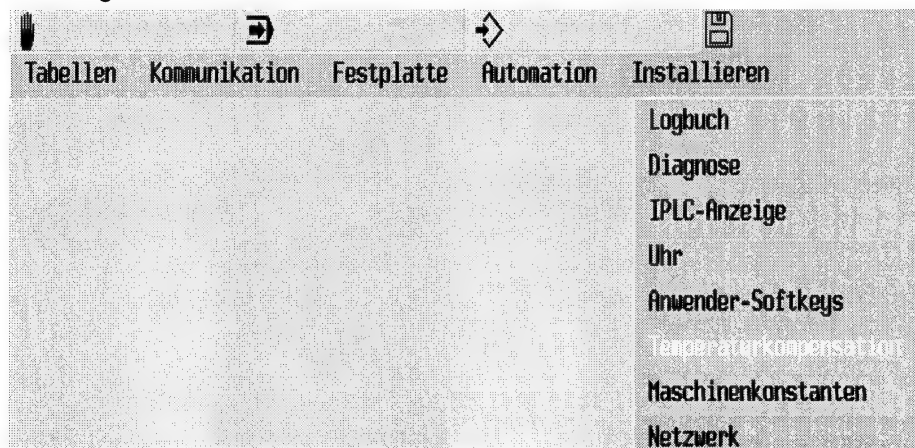 Tabellen Kommunikation Festplatte Automation Installieren
Logbuch
Diagnose
IPLC-Anzeige
Uhr
Anwender-Softkeys
Temperaturkompensation
Maschinenkonstanten
Netzwerk